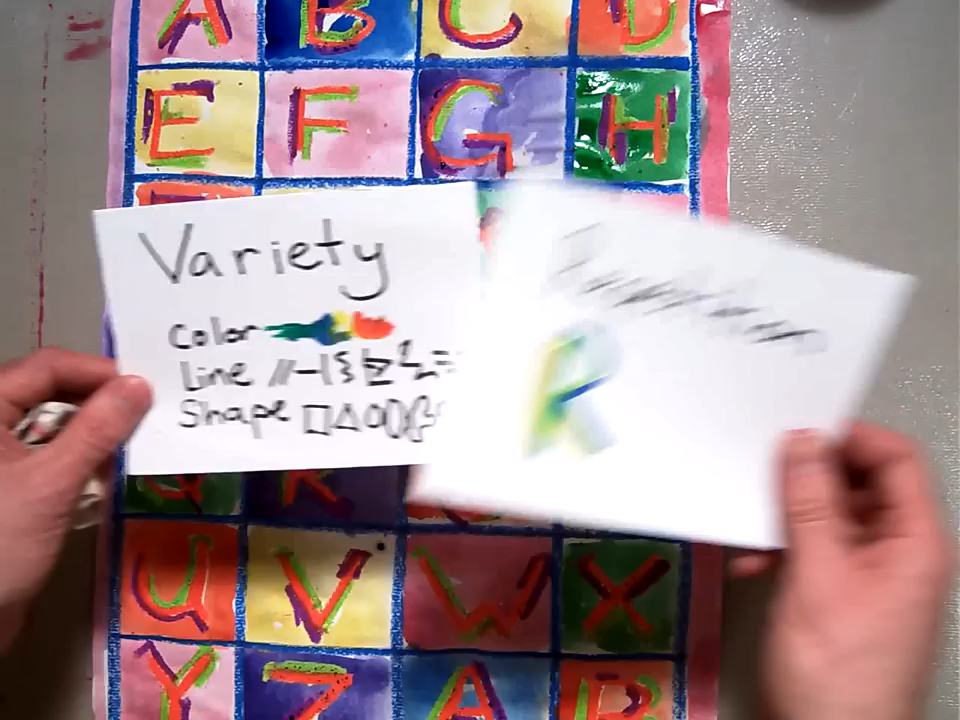 A B C D
E F G H
Variety
Color
Line
Shape
R
Q R
U V W X
Y Z A B